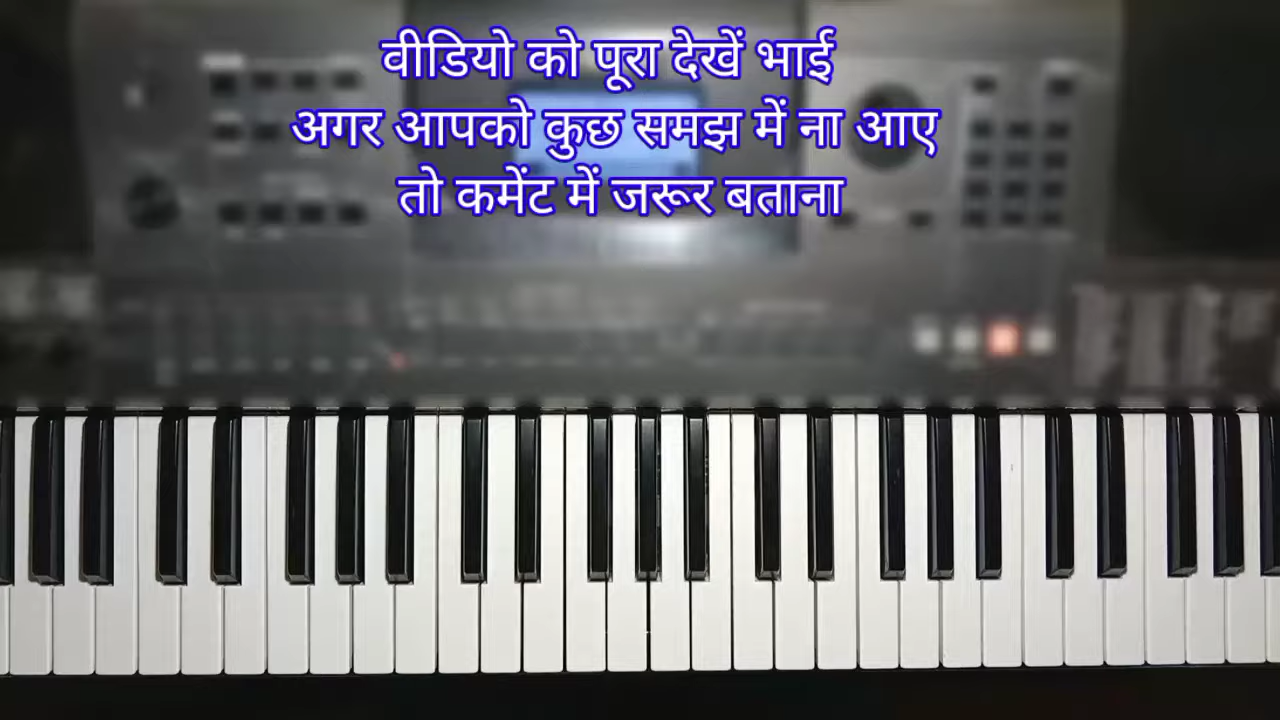 वीडियो को पूरा देखें भाई
अगर आपको कुछ समझ में ना आए
तो कमेंट में जरूर बताना